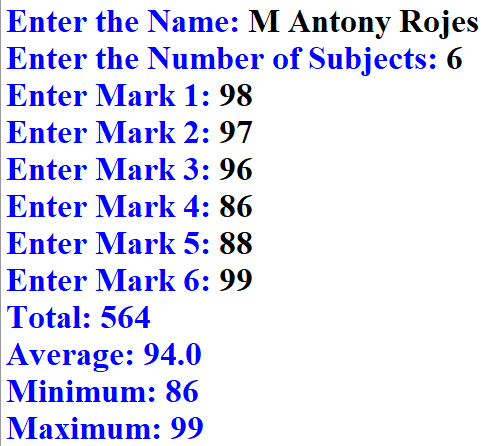 Enter the Name: M Antony Rojes
Enter the Number of Subjects: 6
Enter Mark 1: 98
Enter Mark 2: 97
Enter Mark 3: 96
Enter Mark 4: 86
Enter Mark 5: 88
Enter Mark 6: 99
Total: 564
Average: 94.0
Minimum: 86
Maximum: 99